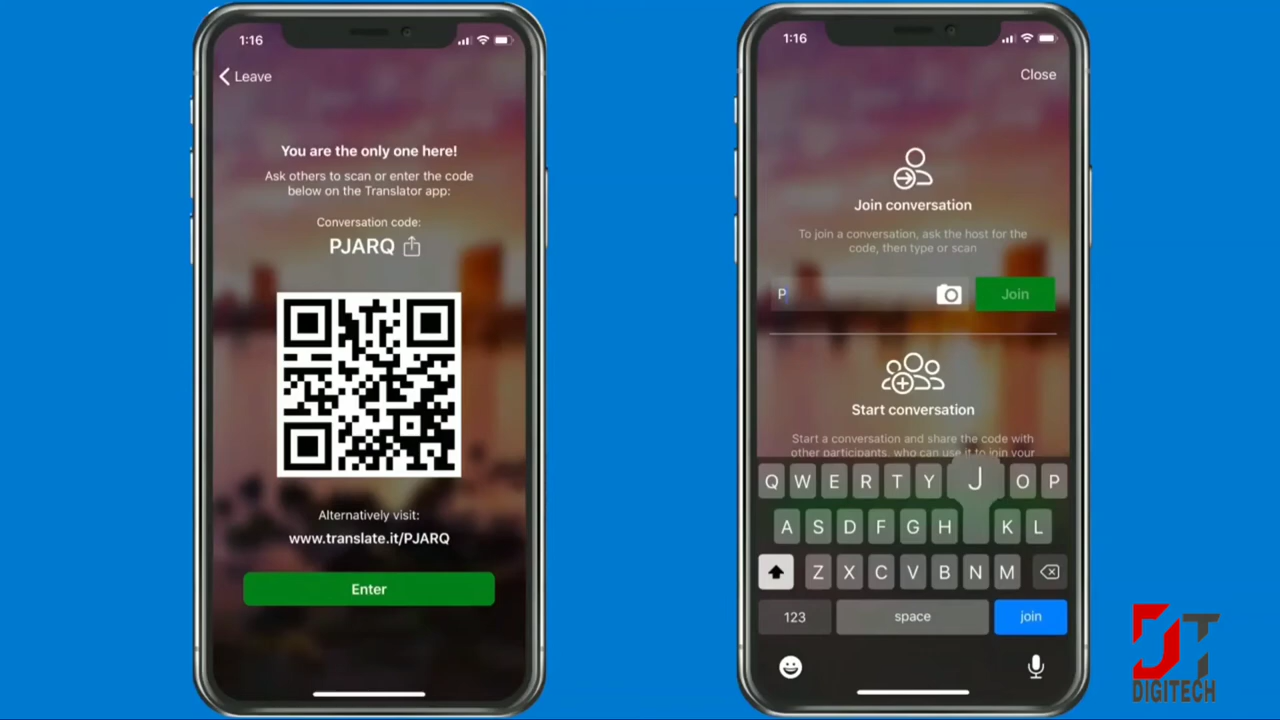 1:16
Leave
You are the only one here!
Ask others to scan or enter the code
below on the Translator app:
Conversation code:
PJARQ
Alternatively visit:
www.translate.it/PJARQ
Enter
1:16
Close
Join conversation
To join a conversation, ask the host for the
code, then type or scan
P
Join
Start conversation
Start a conversation and share the code with
other participants, who can use it to join your
Q W E R T Y J O P
A S D F G H K L
Z X C V B N M
123 space join
DT
DIGITECH